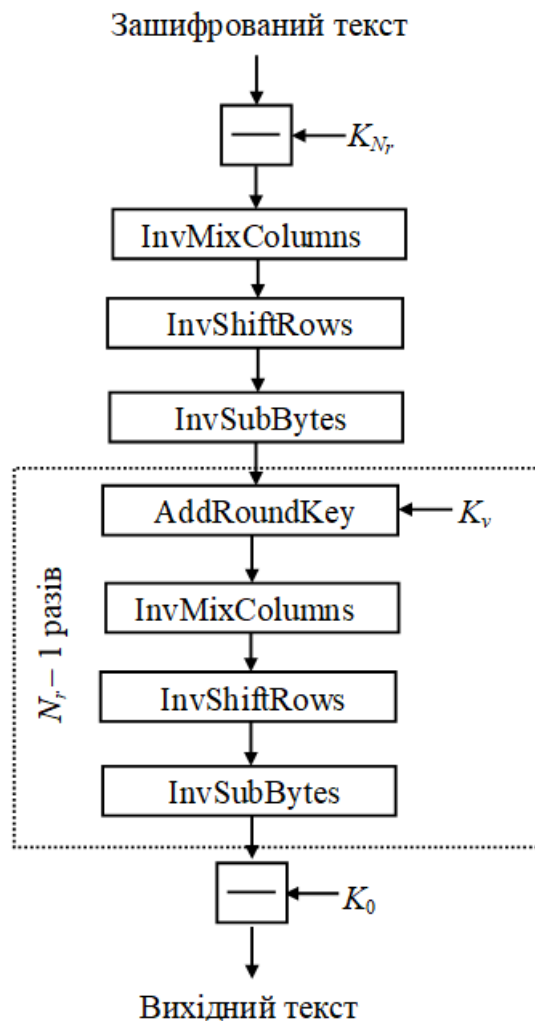 Зашифрований текст
—
K_{N_r}
InvMixColumns
InvShiftRows
InvSubBytes
AddRoundKey
K_v
InvMixColumns
N_r – 1 разів
InvShiftRows
InvSubBytes
—
K_0
Вихідний текст